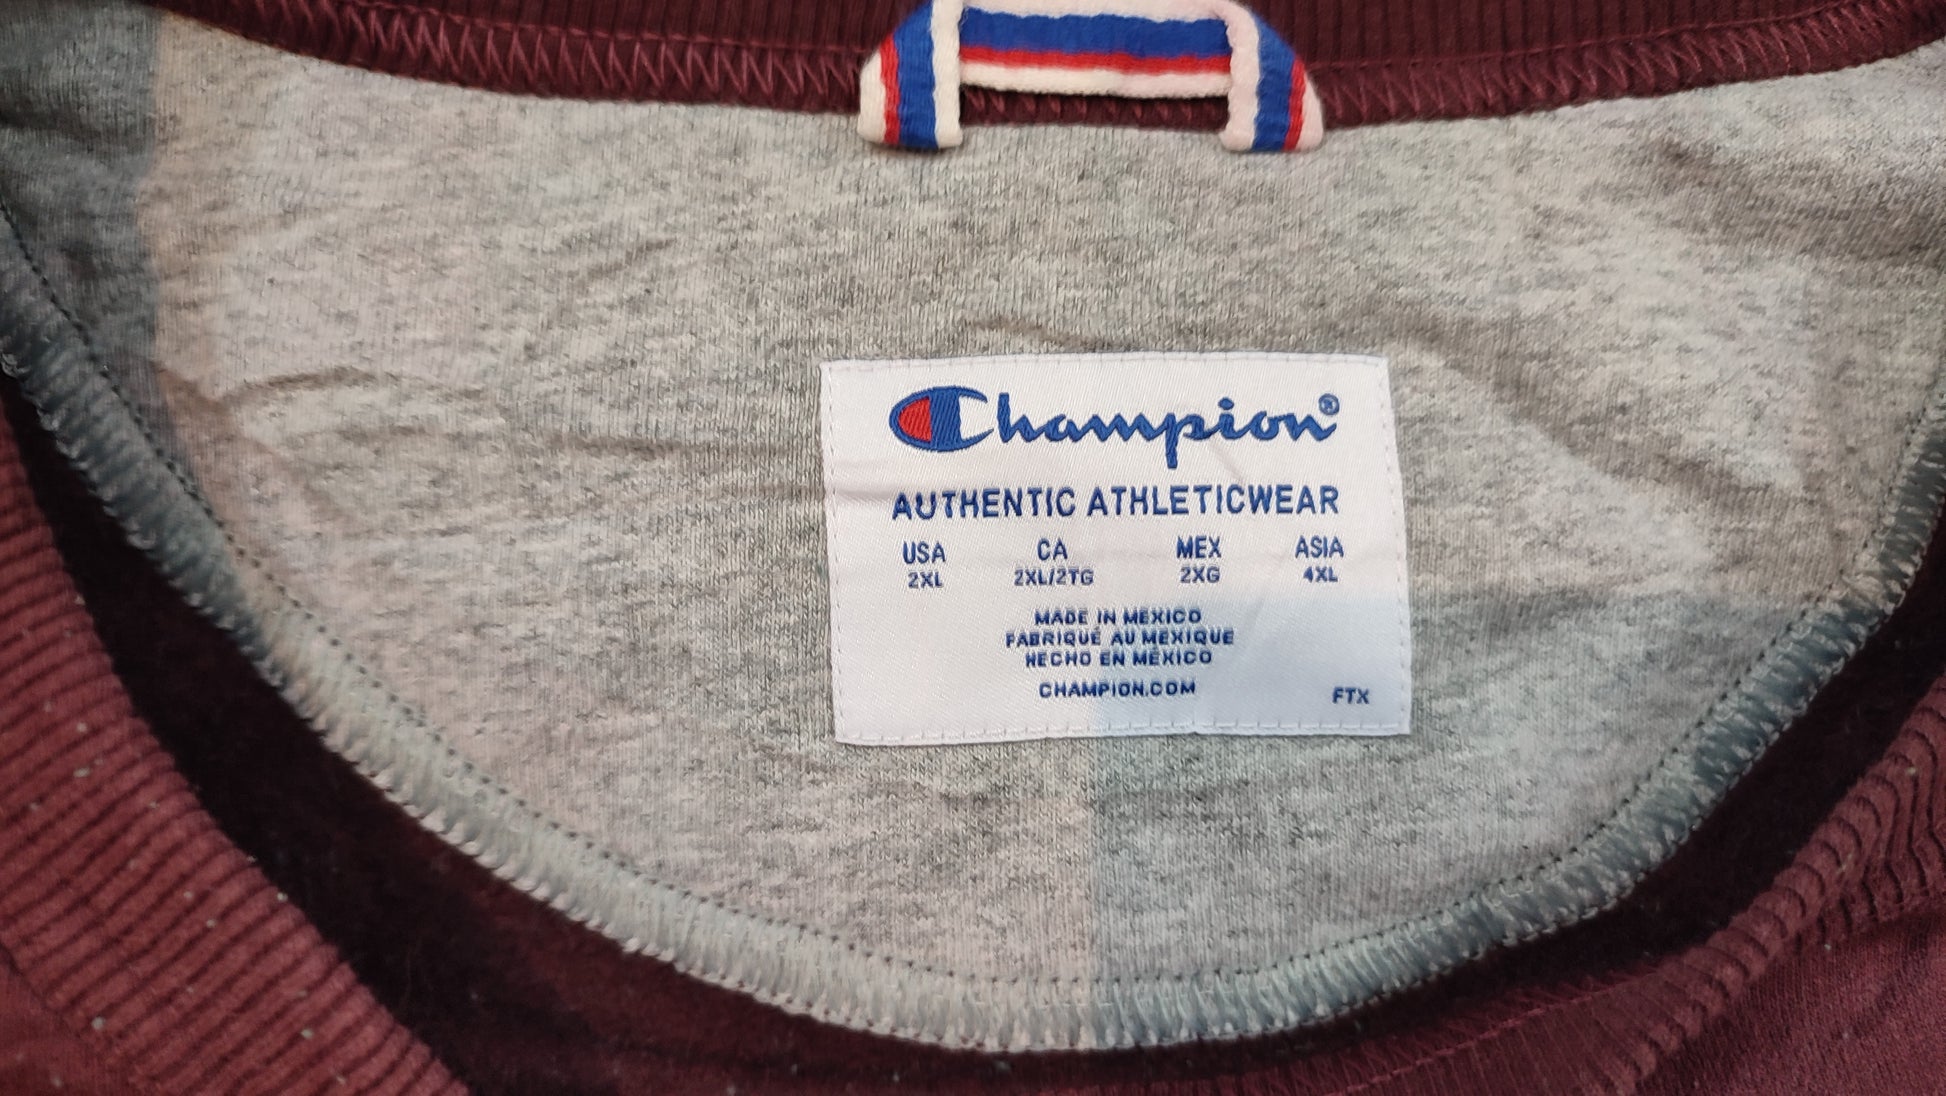 Champion®
AUTHENTIC ATHLETICWEAR
USA CA MEX ASIA
2XL 2XL/2TG 2XG 4XL
MADE IN MEXICO
FABRIQUÉ AU MEXIQUE
HECHO EN MÉXICO
CHAMPION.COM
FTX